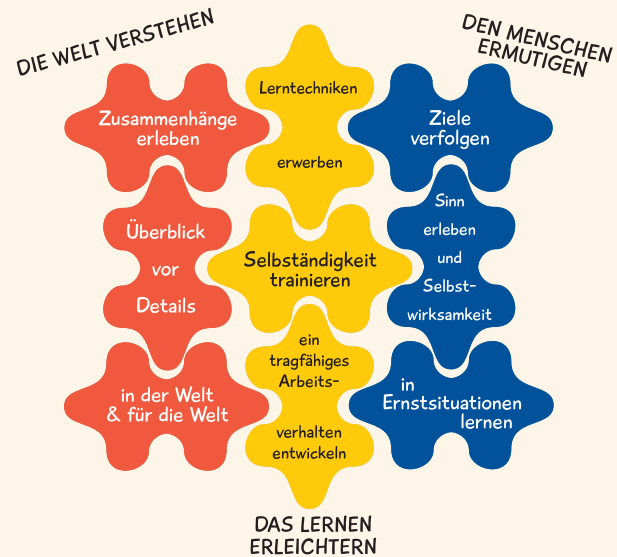 DIE WELT VERSTEHEN
DEN MENSCHEN
ERMUTIGEN
Zusammenhänge
erleben
Überblick
vor
Details
in der Welt
& für die Welt
Lerntechniken
erwerben
Selbständigkeit
trainieren
ein
tragfähiges
Arbeits-
verhalten
entwickeln
Ziele
verfolgen
Sinn
erleben
und
Selbst-
wirksamkeit
in
Ernstsituationen
lernen
DAS LERNEN
ERLEICHTERN